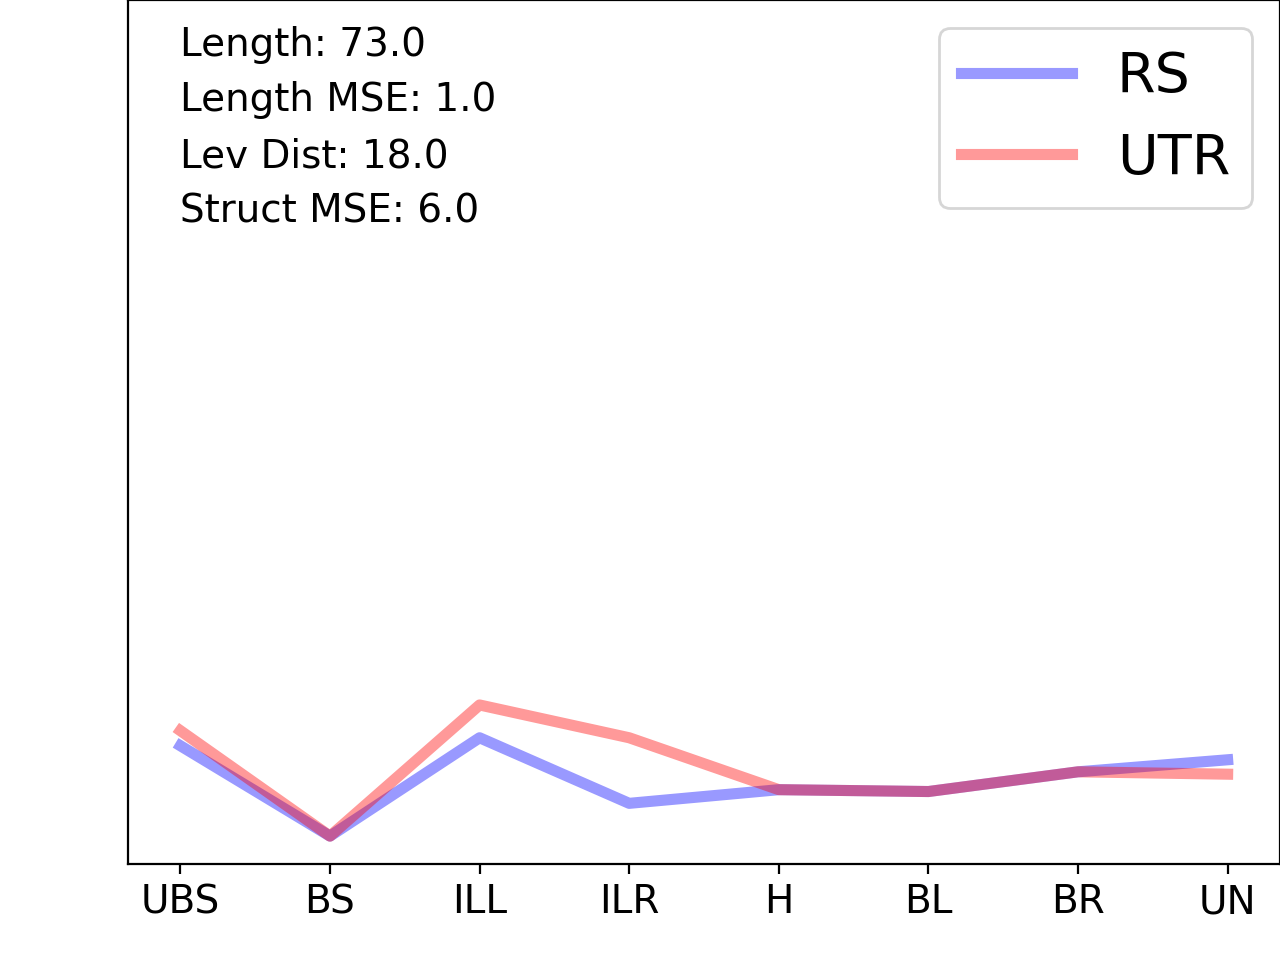 Length: 73.0
Length MSE: 1.0
Lev Dist: 18.0
Struct MSE: 6.0
RS
UTR
UBS BS ILL ILR H BL BR UN